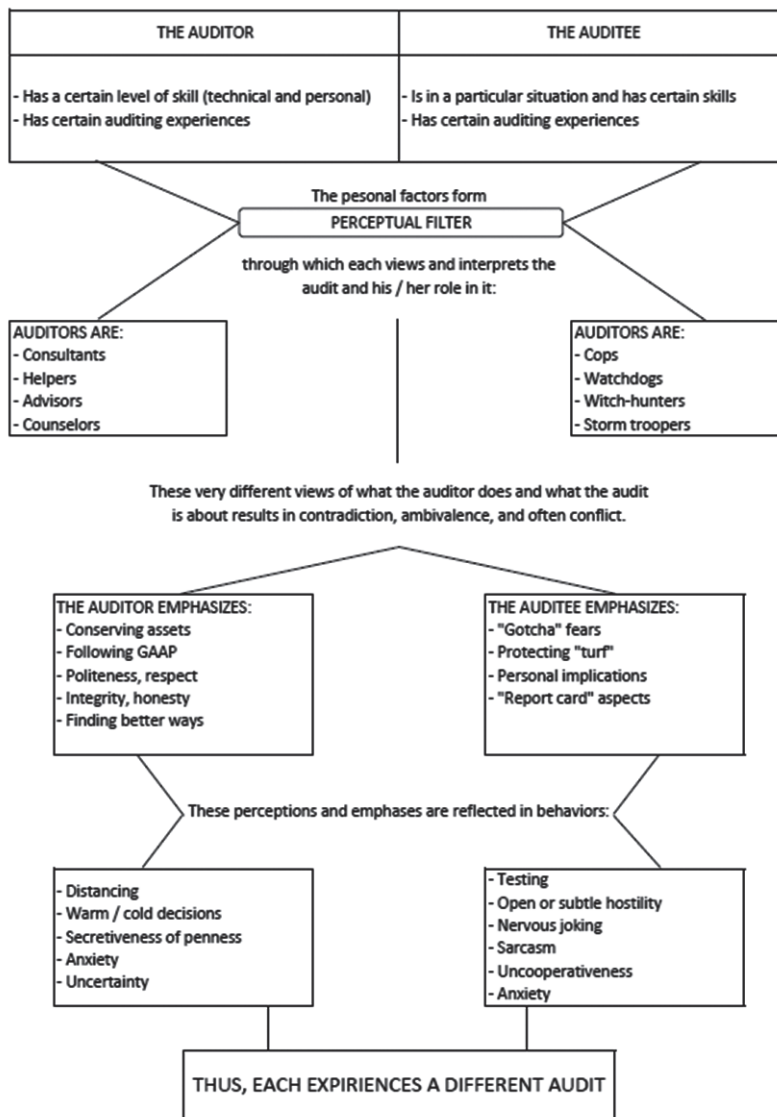 THE AUDITOR
THE AUDITEE
- Has a certain level of skill (technical and personal)
- Has certain auditing experiences
- Is in a particular situation and has certain skills
- Has certain auditing experiences
The pesonal factors form
PERCEPTUAL FILTER
through which each views and interprets the
audit and his / her role in it:
AUDITORS ARE:
- Consultants
- Helpers
- Advisors
- Counselors
AUDITORS ARE:
- Cops
- Watchdogs
- Witch-hunters
- Storm troopers
These very different views of what the auditor does and what the audit
is about results in contradiction, ambivalence, and often conflict.
THE AUDITOR EMPHASIZES:
- Conserving assets
- Following GAAP
- Politeness, respect
- Integrity, honesty
- Finding better ways
THE AUDITEE EMPHASIZES:
- "Gotcha" fears
- Protecting "turf"
- Personal implications
- "Report card" aspects
These perceptions and emphases are reflected in behaviors:
- Distancing
- Warm / cold decisions
- Secretiveness of penness
- Anxiety
- Uncertainty
- Testing
- Open or subtle hostility
- Nervous joking
- Sarcasm
- Uncooperativeness
- Anxiety
THUS, EACH EXPIRIENCES A DIFFERENT AUDIT